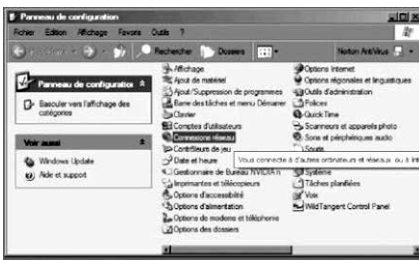 Panneau de configuration
Fichier Edition Affichage Favoris Outils ?
Rechercher Dossiers Norton AntiVirus
Panneau de configuratio
Basculer vers l'affichage des
catégories
Voir aussi
Windows Update
Aide et support
Affichage
Ajout de matériel
Ajout/Suppression de programmes
Barre des tâches et menu Démarrer
Clavier
Comptes d'utilisateurs
Connexions réseau
Contrôleurs de jeu
Date et heure
Gestionnaire de Bureau NVIDIA n
Imprimantes et télécopieurs
Options d'accessibilité
Options d'alimentation
Options de modems et téléphonie
Options des dossiers
Options Internet
Options régionales et linguistiques
Outils d'administration
Polices
QuickTime
Scanneurs et appareils photo
Sons et périphériques audio
Souris
Vous connecte à d'autres ordinateurs et réseaux, ou à Int
Système
Tâches planifiées
Voix
WildTangent Control Panel